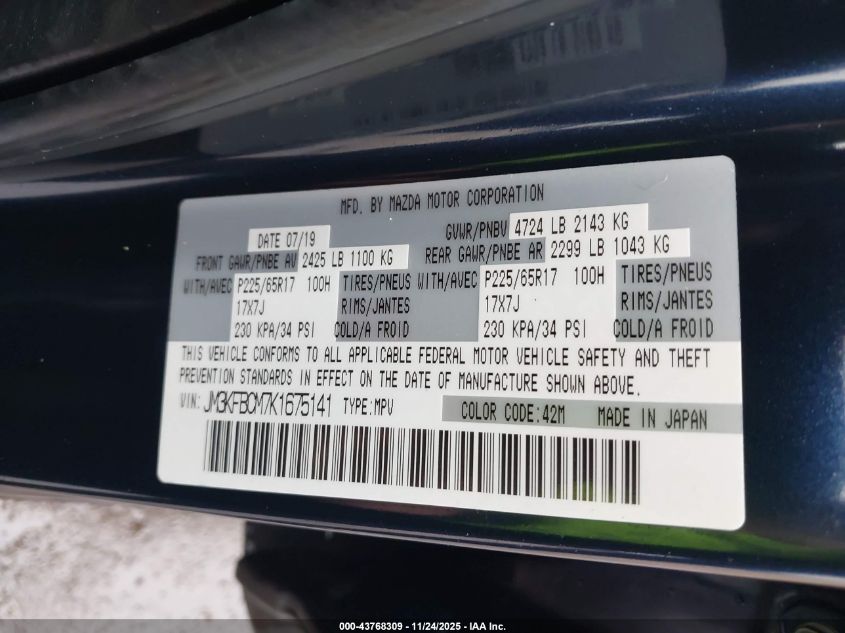 MFD. BY MAZDA MOTOR CORPORATION
DATE 07/19 GVWR/PNBV 4724 LB 2143 KG
FRONT GAWR/PNBE AV 2425 LB 1100 KG REAR GAWR/PNBE AR 2299 LB 1043 KG
WITH/AVEC P225/65R17 100H TIRES/PNEUS WITH/AVEC P225/65R17 100H TIRES/PNEUS
17X7J RIMS/JANTES 17X7J RIMS/JANTES
230 KPA/34 PSI COLD/A FROID 230 KPA/34 PSI COLD/A FROID
THIS VEHICLE CONFORMS TO ALL APPLICABLE FEDERAL MOTOR VEHICLE SAFETY AND THEFT
PREVENTION STANDARDS IN EFFECT ON THE DATE OF MANUFACTURE SHOWN ABOVE.
VIN: JM3KFBCM7K1675141 TYPE:MPV COLOR CODE:42M MADE IN JAPAN
000-43768309 - 11/24/2025 - IAA Inc.